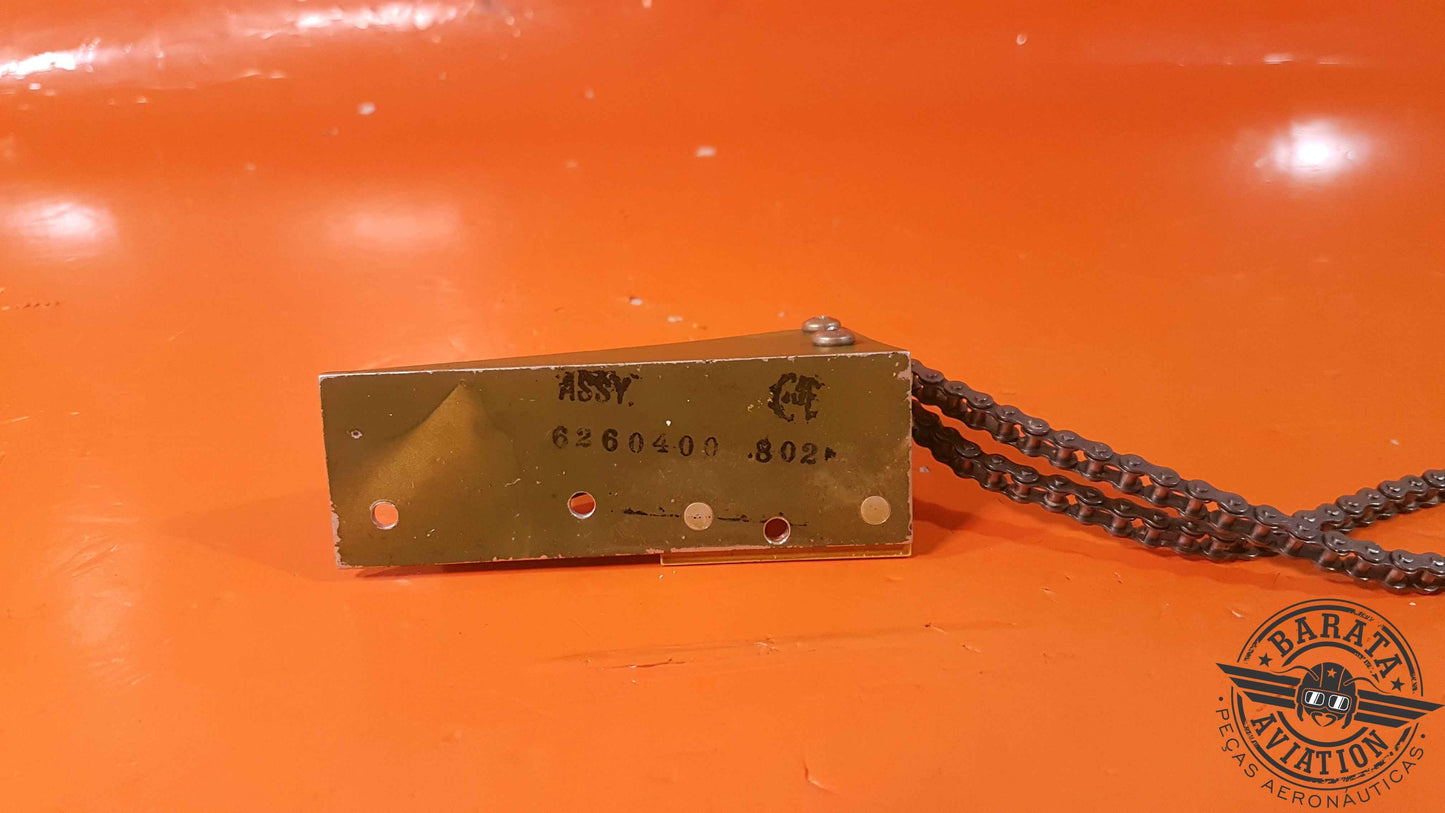 ASSY.
6260400 .802
BARATA
AVIATION
• PEÇAS AERONÁUTICAS •